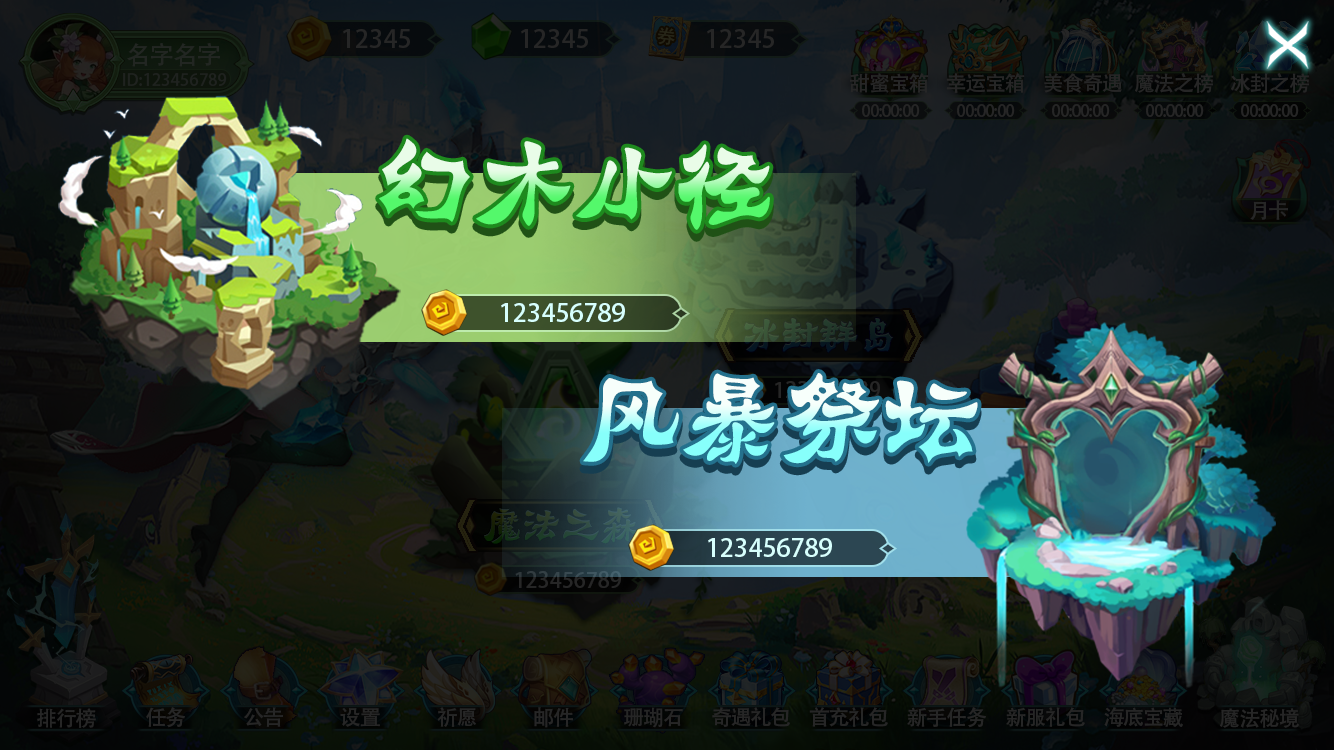 名字名字
ID:123456789
12345
12345
券
12345
甜蜜宝箱
幸运宝箱
美食奇遇
魔法之榜
冰封之榜
00:00:00
00:00:00
00:00:00
00:00:00
00:00:00
月卡
幻木小径
123456789
冰封群岛
风暴祭坛
魔法之森
123456789
123456789
排行榜
任务
公告
设置
祈愿
邮件
珊瑚石
奇遇礼包
首充礼包
新手任务
新服礼包
海底宝藏
魔法秘境